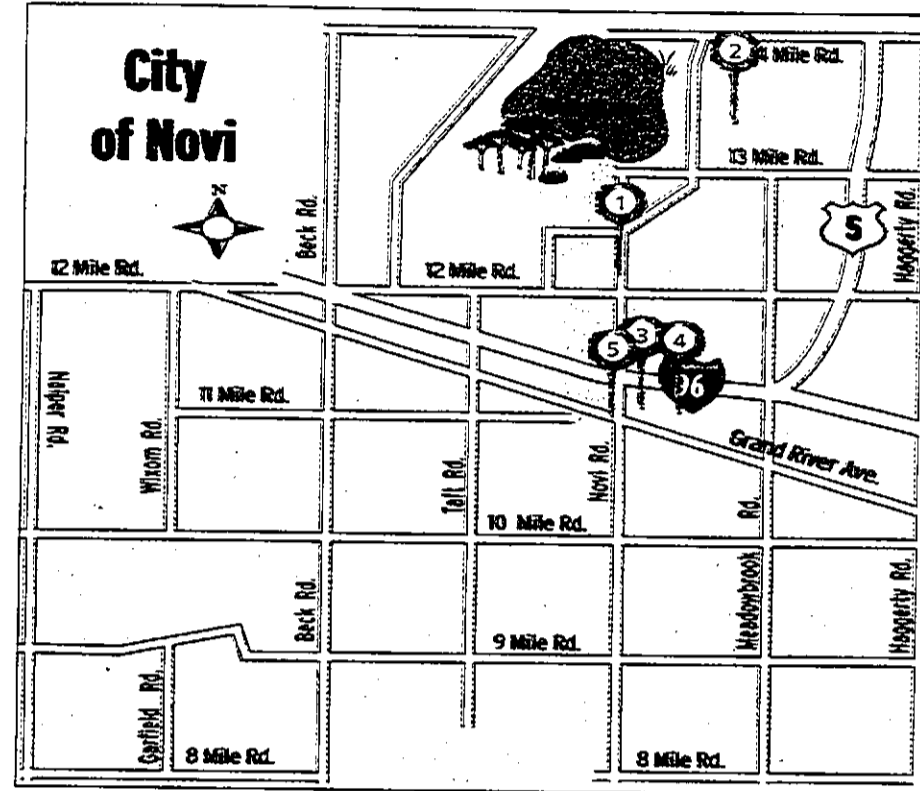 City
of Novi
N
2
4 Mile Rd.
13 Mile Rd.
1
Beck Rd.
S
Haggerty Rd.
12 Mile Rd.
12 Mile Rd.
5
3
4
96
Napier Rd.
11 Mile Rd.
Wixom Rd.
Taft Rd.
Novi Rd.
Grand River Ave.
10 Mile Rd.
Rd.
Meadowbrook
Beck Rd.
9 Mile Rd.
Haggerty Rd.
Garfield Rd.
8 Mile Rd.
8 Mile Rd.